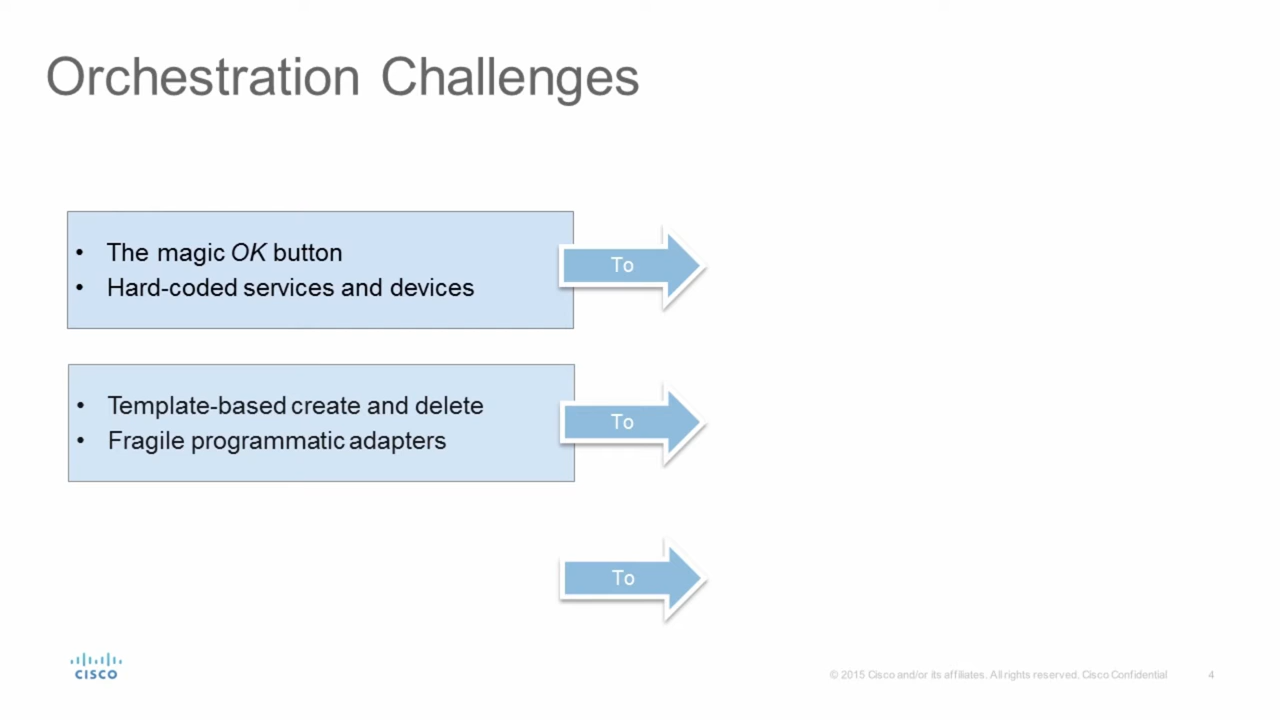 Orchestration Challenges
• The magic OK button
• Hard-coded services and devices
To
• Template-based create and delete
• Fragile programmatic adapters
To
To
CISCO
© 2015 Cisco and/or its affiliates. All rights reserved. Cisco Confidential
4